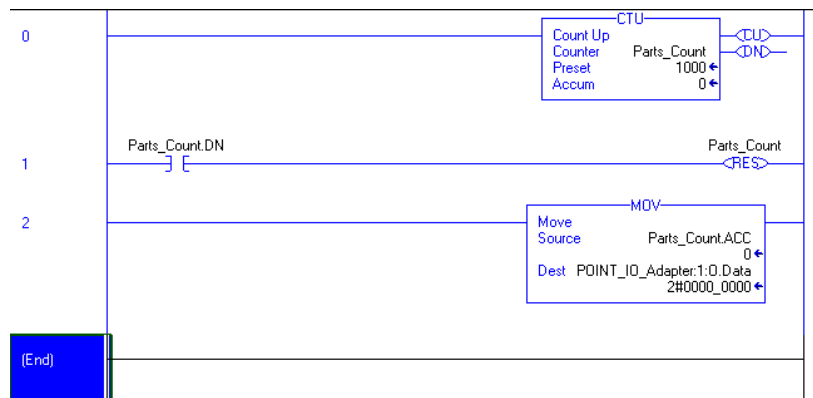 CTU
0
Count Up
CU
Counter Parts_Count
DN
Preset 1000
Accum 0
Parts_Count.DN
Parts_Count
1
RES
MOV
2
Move
Source Parts_Count.ACC
0
Dest POINT_IO_Adapter:1:O.Data
2#0000_0000
(End)